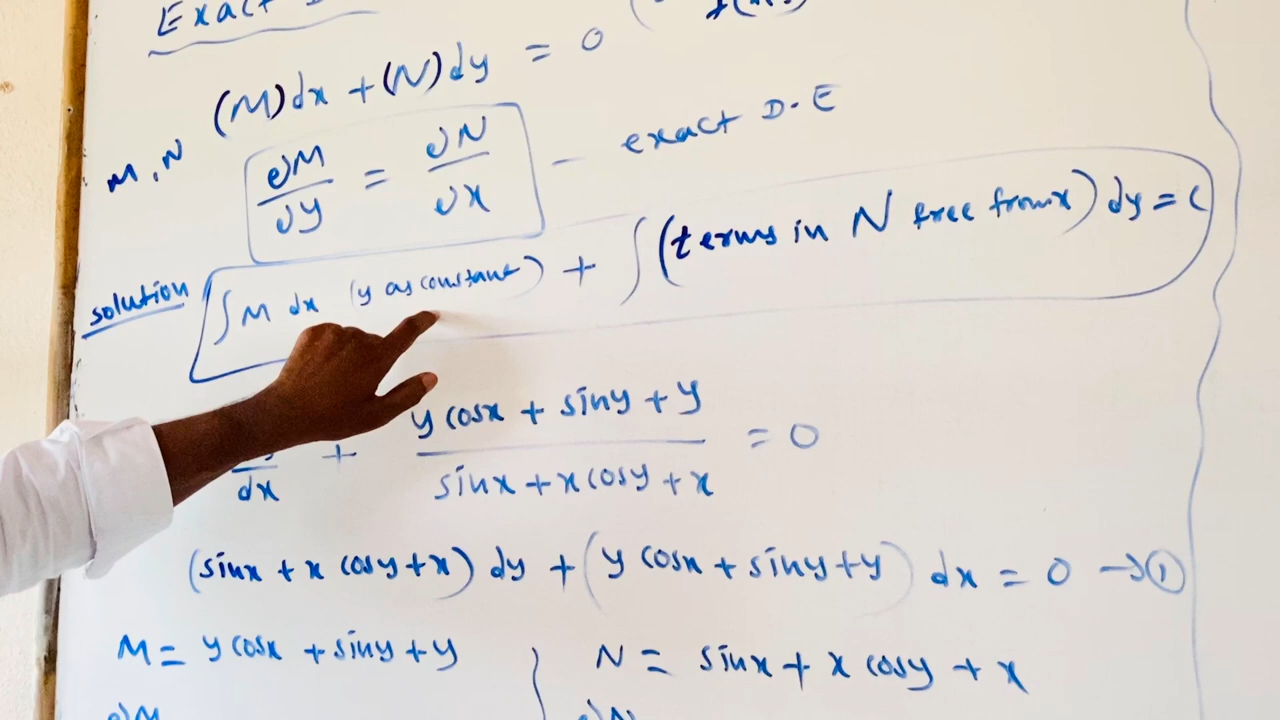 Exact
(M)dx + (N)dy = 0
M, N
∂M/∂y = ∂N/∂x — exact D.E
solution ∫M dx (y as constant) + ∫(terms in N free from x) dy = c
dy/dx + (y cosx + siny + y)/(sinx + x cosy + x) = 0
(sinx + x cosy + x) dy + (y cosx + siny + y) dx = 0 → ①
M = y cosx + siny + y
N = sinx + x cosy + x
∂M
∂N